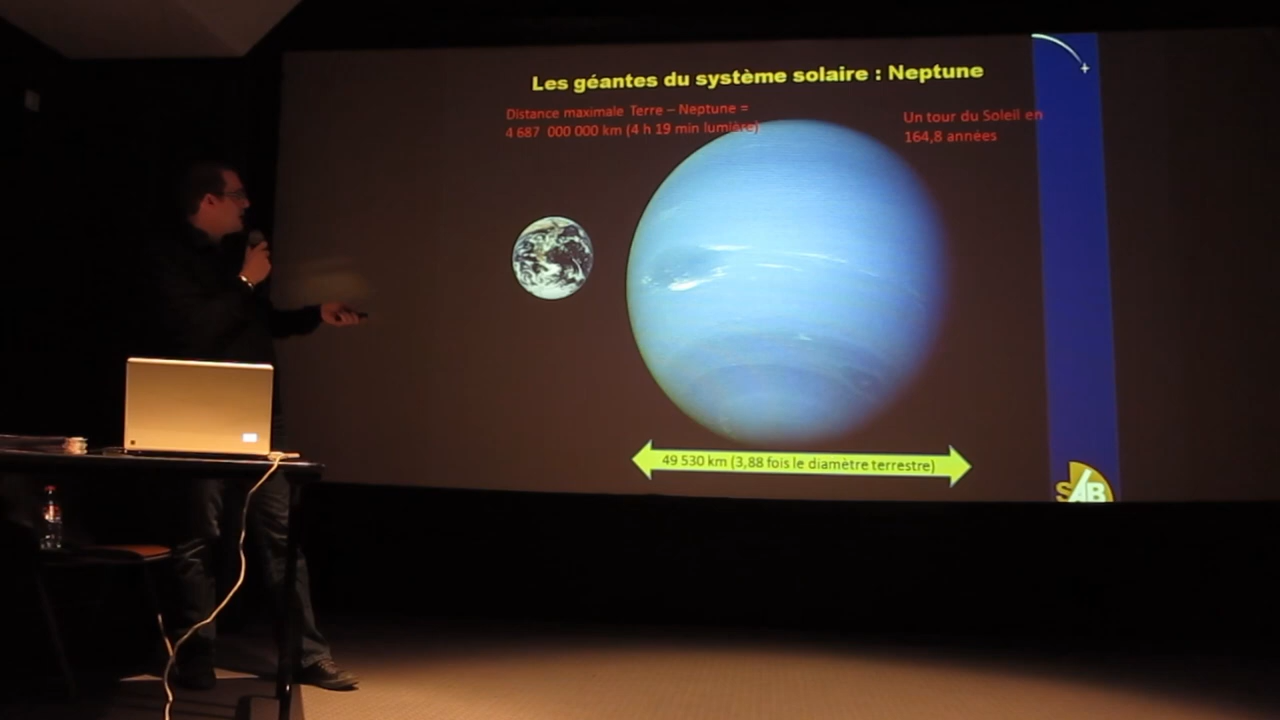 Les géantes du système solaire : Neptune
Distance maximale Terre – Neptune =
4 687 000 000 km (4 h 19 min lumière)
Un tour du Soleil en
164,8 années
49 530 km (3,88 fois le diamètre terrestre)
SAB